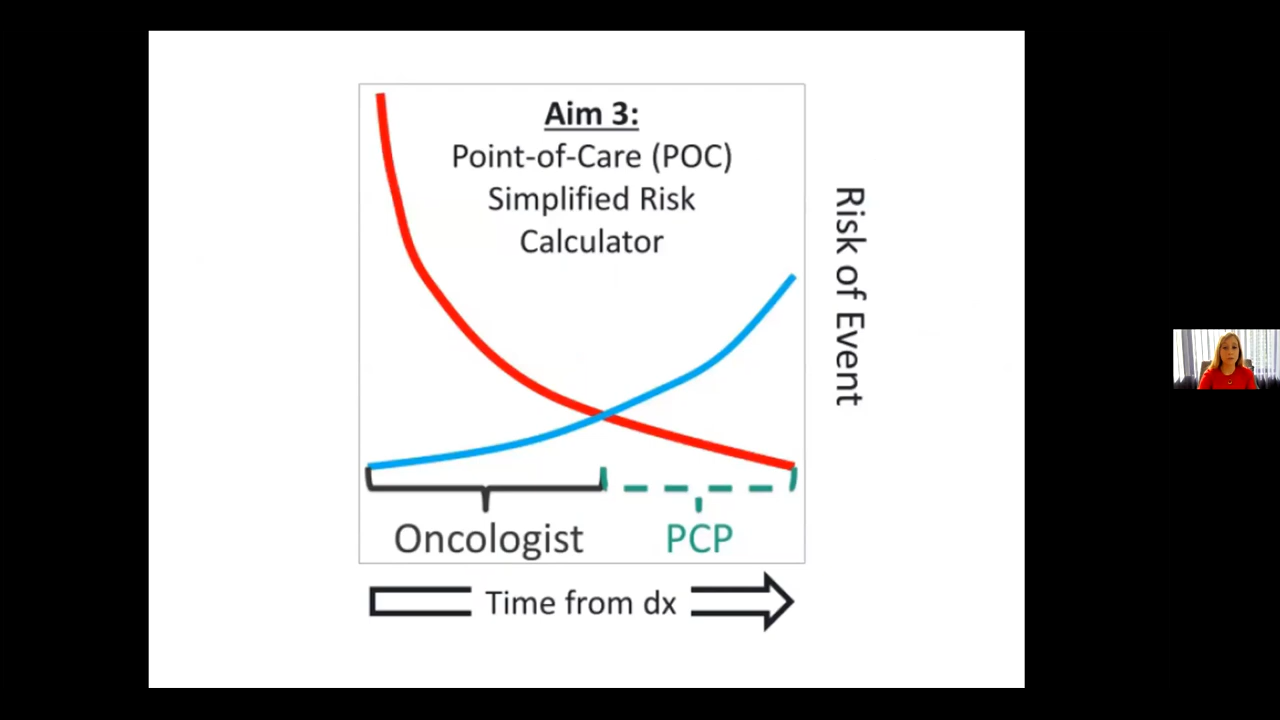 Aim 3:
Point-of-Care (POC)
Simplified Risk
Calculator
Risk of Event
Oncologist
PCP
Time from dx